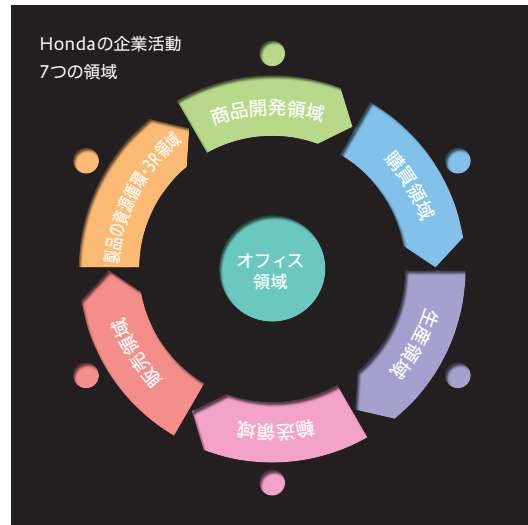 Hondaの企業活動
7つの領域
商品開発領域
購買領域
生産領域
輸送領域
販売領域
製品の資源循環・3R領域
オフィス
領域